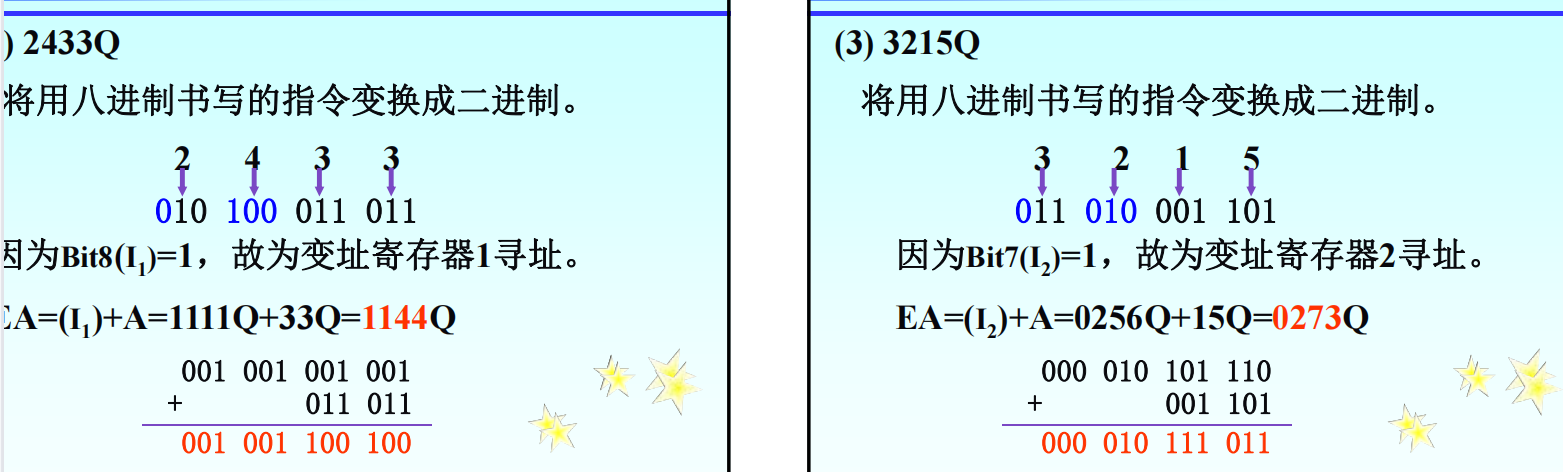 ) 2433Q
将用八进制书写的指令变换成二进制。
2 4 3 3
010 100 011 011
因为Bit8(I1)=1，故为变址寄存器1寻址。
EA=(I1)+A=1111Q+33Q=1144Q
001 001 001 001
+ 011 011
001 001 100 100
(3) 3215Q
将用八进制书写的指令变换成二进制。
3 2 1 5
011 010 001 101
因为Bit7(I2)=1，故为变址寄存器2寻址。
EA=(I2)+A=0256Q+15Q=0273Q
000 010 101 110
+ 001 101
000 010 111 011